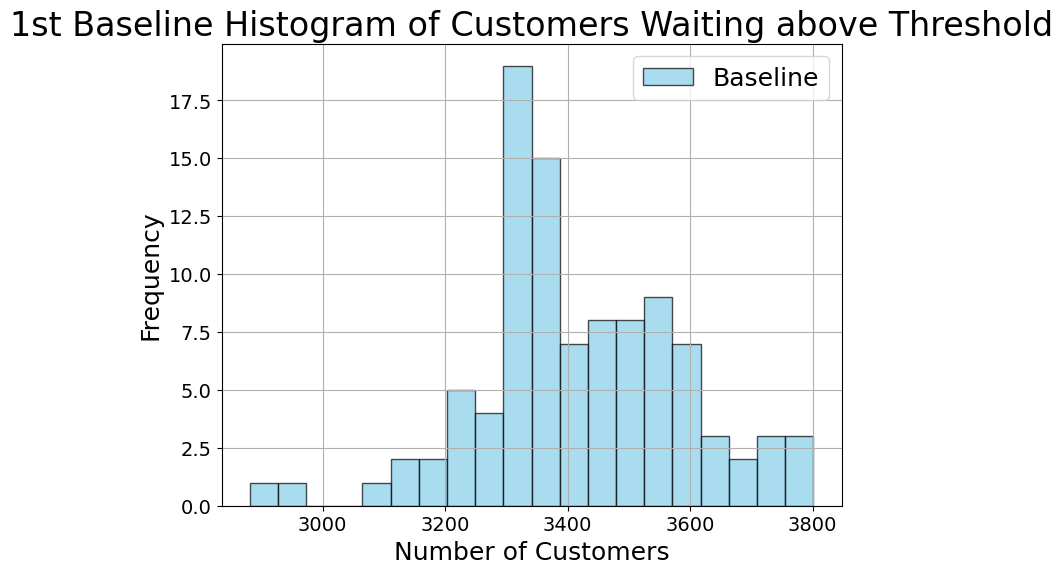 1st Baseline Histogram of Customers Waiting above Threshold
Baseline
17.5
15.0
12.5
10.0
7.5
5.0
2.5
0.0
Frequency
3000 3200 3400 3600 3800
Number of Customers